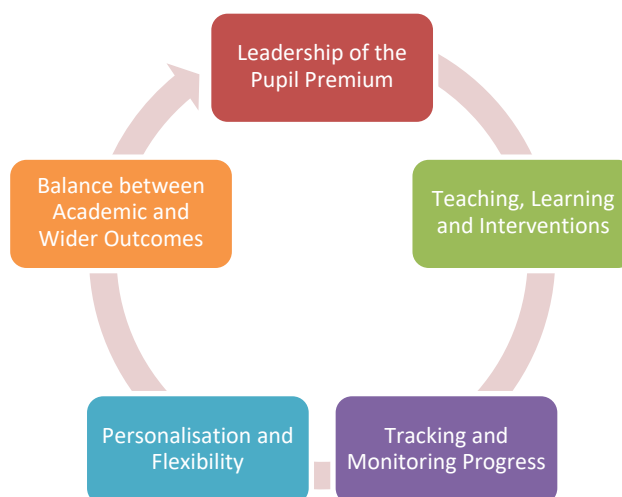 Leadership of the
Pupil Premium
Teaching, Learning
and Interventions
Tracking and
Monitoring Progress
Personalisation and
Flexibility
Balance between
Academic and
Wider Outcomes